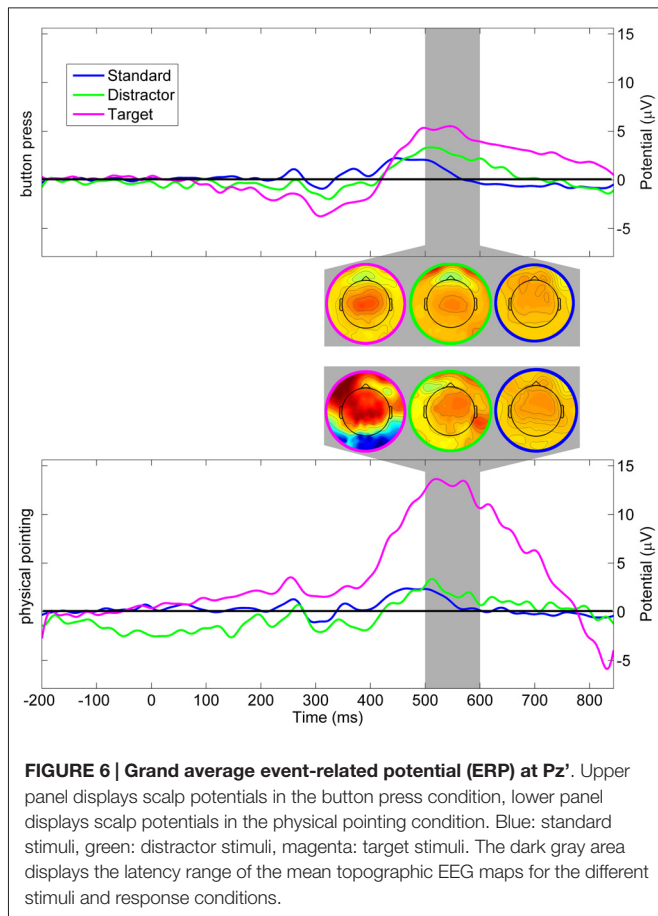 15
Standard
Distractor
Target
10
5
0
-5
button press
Potential (μV)
15
10
5
0
-5
physical pointing
Potential (μV)
-200 -100 0 100 200 300 400 500 600 700 800
Time (ms)
FIGURE 6 | Grand average event-related potential (ERP) at Pz'. Upper
panel displays scalp potentials in the button press condition, lower panel
displays scalp potentials in the physical pointing condition. Blue: standard
stimuli, green: distractor stimuli, magenta: target stimuli. The dark gray area
displays the latency range of the mean topographic EEG maps for the different
stimuli and response conditions.